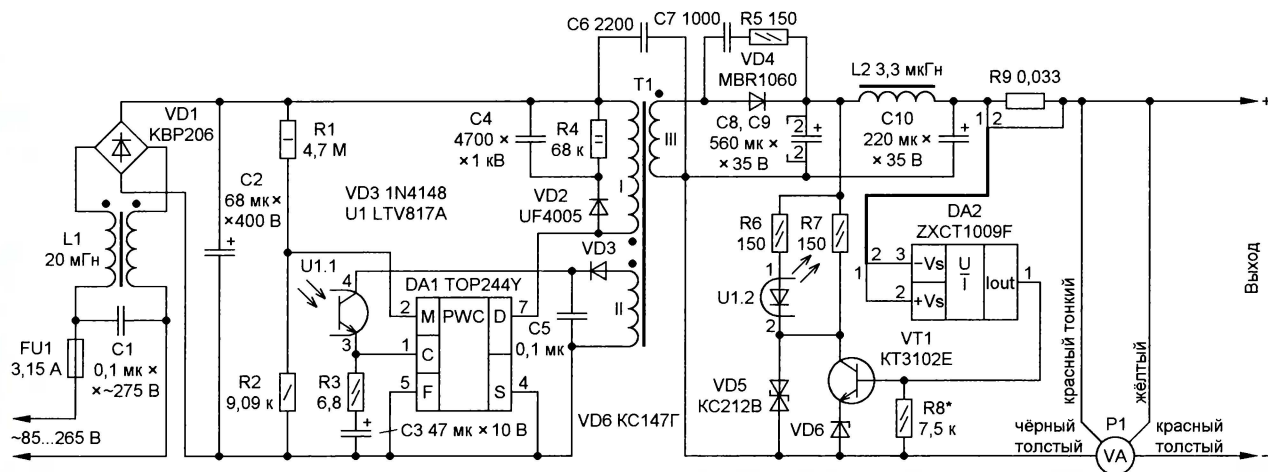 C6 2200
C7 1000
R5 150
VD1
KBP206
R1
4,7 М
C4
4700 ×
×1 кВ
R4
68 к
T1
VD4
MBR1060
L2 3,3 мкГн
R9 0,033
+
1
2
C8, C9
560 мк ×
× 35 В
2
2
+
C10
220 мк ×
× 35 В
+
III
I
C2
68 мк×
×400 В
+
VD3 1N4148
U1 LTV817A
VD2
UF4005
L1
20 мГн
R6
150
R7
150
DA2
ZXCT1009F
2
3
–Vs
U
I
Iout
1
1
2
+Vs
U1.1
4
3
DA1 TOP244Y
2
M
PWC
D
7
1
C
5
F
S
4
VD3
II
C5
0,1 мк
1
U1.2
2
FU1
3,15 А
C1
0,1 мк ×
×~275 В
R2
9,09 к
R3
6,8
+
C3 47 мк × 10 В
VD6 КС147Г
VD5
КС212В
VT1
КТ3102Е
VD6
R8*
7,5 к
красный тонкий
жёлтый
Выход
~85...265 В
чёрный
толстый
P1
VA
красный
толстый
–